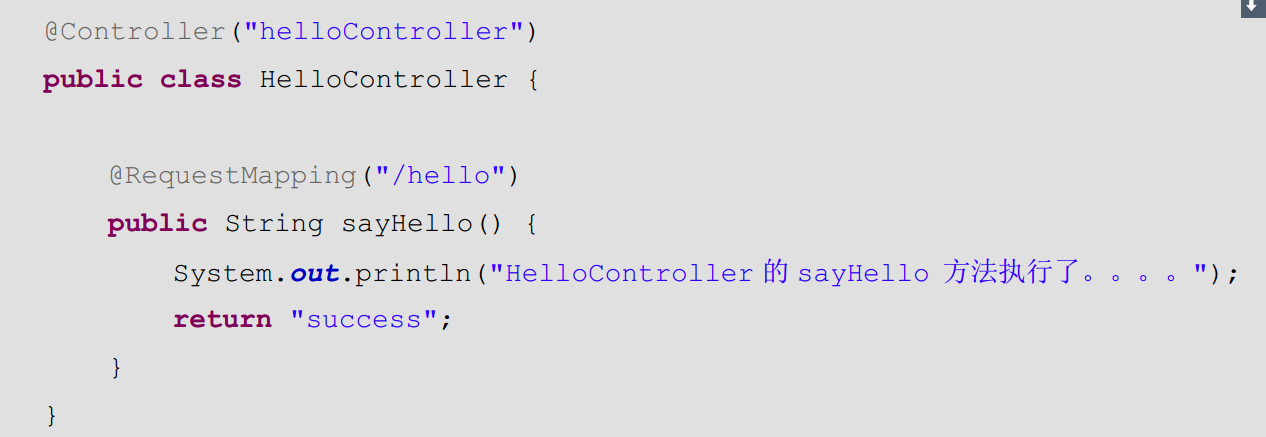 @Controller("helloController")
public class HelloController {
@RequestMapping("/hello")
public String sayHello() {
System.out.println("HelloController 的 sayHello 方法执行了。。。。");
return "success";
}
}